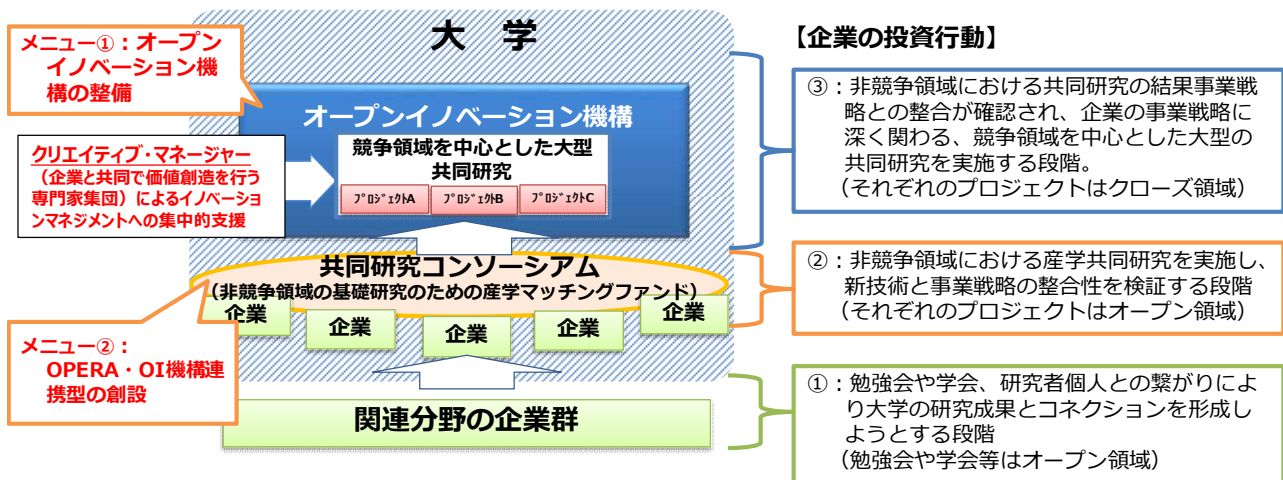 大 学
メニュー①：オープン
イノベーション機
構の整備
オープンイノベーション機構
競争領域を中心とした大型
共同研究
ﾌﾟﾛｼﾞｪｸﾄA
ﾌﾟﾛｼﾞｪｸﾄB
ﾌﾟﾛｼﾞｪｸﾄC
クリエイティブ・マネージャー
（企業と共同で価値創造を行う
専門家集団）によるイノベーショ
ンマネジメントへの集中的支援
共同研究コンソーシアム
（非競争領域の基礎研究のための産学マッチングファンド）
企業
企業
企業
企業
企業
メニュー②：
OPERA・OI機構連
携型の創設
関連分野の企業群
【企業の投資行動】
③：非競争領域における共同研究の結果事業戦
略との整合が確認され、企業の事業戦略に
深く関わる、競争領域を中心とした大型の
共同研究を実施する段階。
（それぞれのプロジェクトはクローズ領域）
②：非競争領域における産学共同研究を実施し、
新技術と事業戦略の整合性を検証する段階
（それぞれのプロジェクトはオープン領域）
①：勉強会や学会、研究者個人との繋がりによ
り大学の研究成果とコネクションを形成し
ようとする段階
（勉強会や学会等はオープン領域）